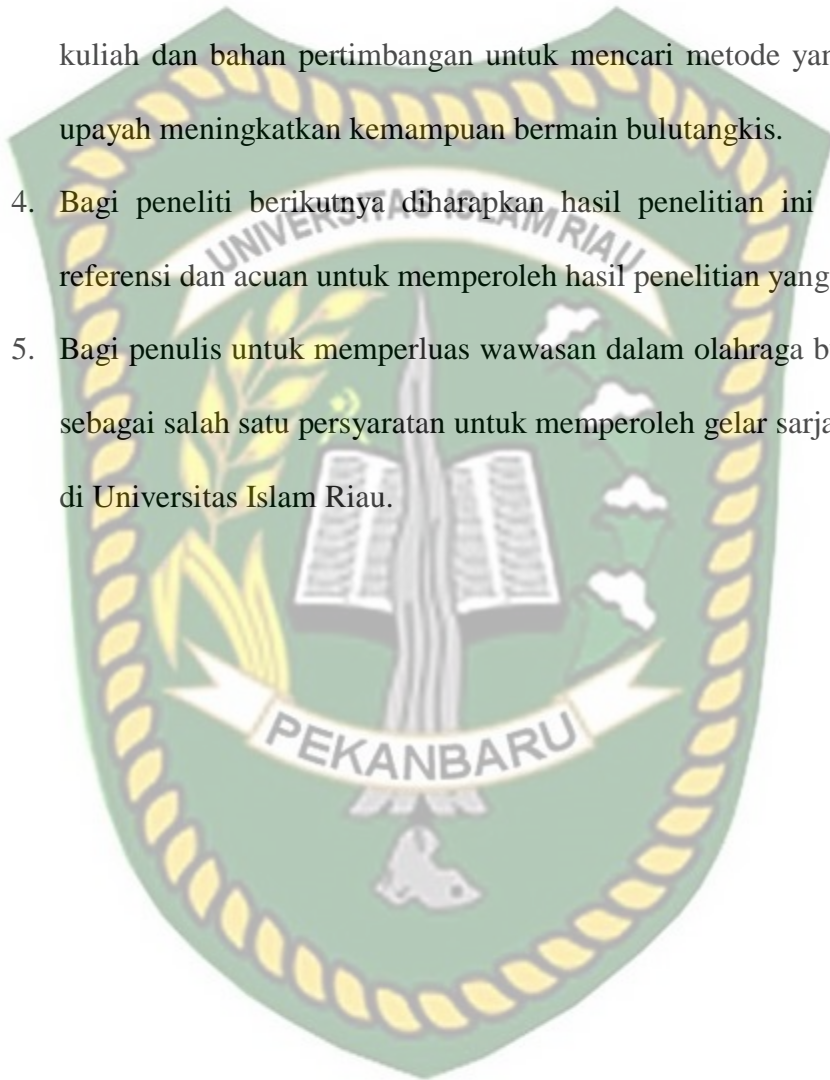 kuliah dan bahan pertimbangan untuk mencari metode
upayah meningkatkan kemampuan bermain bulutangkis.
4. Bagi peneliti berikutnya diharapkan hasil penelitian ini
referensi dan acuan untuk memperoleh hasil penelitian yang
5. Bagi penulis untuk memperluas wawasan dalam olahraga
sebagai salah satu persyaratan untuk memperoleh gelar
di Universitas Islam Riau.
UNIVERSITAS ISLAM RIAU
PEKANBARU